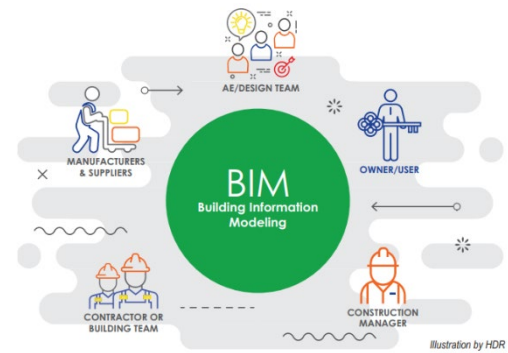 AE/DESIGN TEAM
MANUFACTURERS
& SUPPLIERS
OWNER/USER
BIM
Building Information
Modeling
CONTRACTOR OR
BUILDING TEAM
CONSTRUCTION
MANAGER
Illustration by HDR